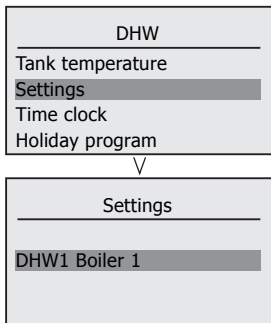 DHW
Tank temperature
Settings
Time clock
Holiday program
Settings
DHW1 Boiler 1